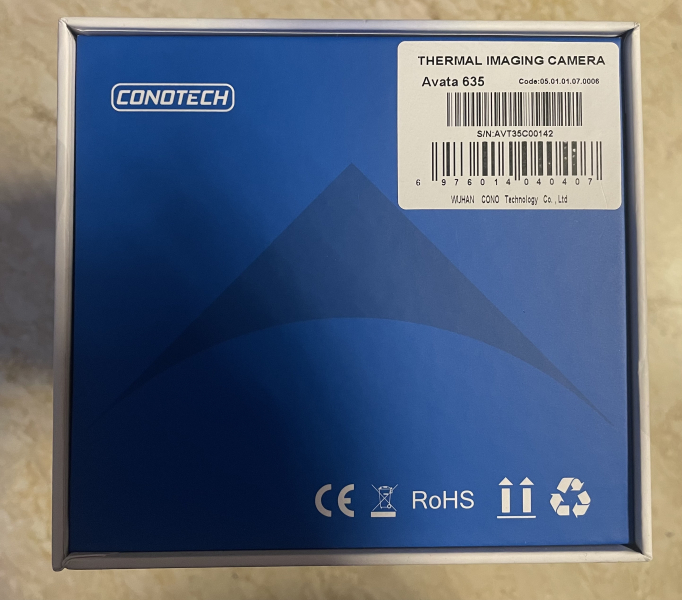 CONOTECH
THERMAL IMAGING CAMERA
Avata 635 Code:05.01.01.07.0006
S/N:AVT35C00142
6 976014 040407
WUHAN CONO Technology Co.,Ltd
CE RoHS